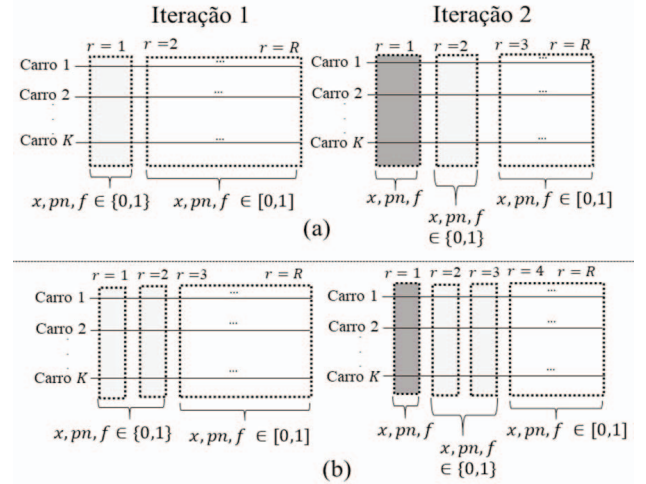 Iteração 1
Iteração 2
r = 1 r =2 r = R
r = 1 r =2 r =3 r = R
Carro 1 ...
Carro 1 ...
Carro 2 ...
Carro 2 ...
.
.
.
.
Carro K ...
Carro K ...
x, pn, f ∈ {0,1} x, pn, f ∈ [0,1]
x, pn, f x, pn, f ∈ {0,1} x, pn, f ∈ [0,1]
(a)
r = 1 r =2 r =3 r = R
r = 1 r =2 r =3 r = 4 r = R
Carro 1 ...
Carro 1 ...
Carro 2 ...
Carro 2 ...
.
.
.
.
Carro K ...
Carro K ...
x, pn, f ∈ {0,1} x, pn, f ∈ [0,1]
x, pn, f x, pn, f ∈ {0,1} x, pn, f ∈ [0,1]
(b)